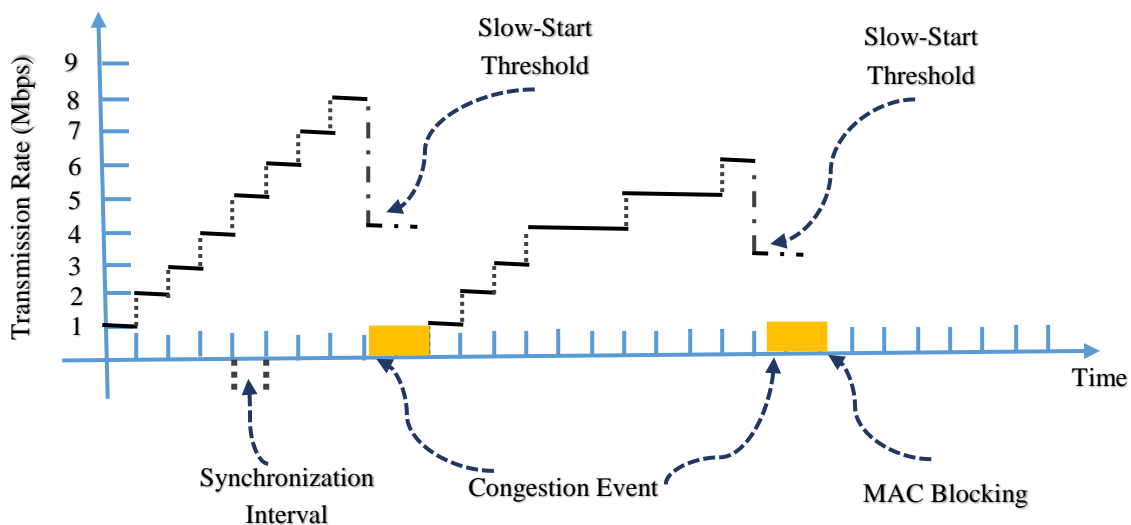 Slow-Start
Threshold
Slow-Start
Threshold
Transmission Rate (Mbps)
9
8
7
6
5
4
3
2
1
Time
Synchronization
Interval
Congestion Event
MAC Blocking